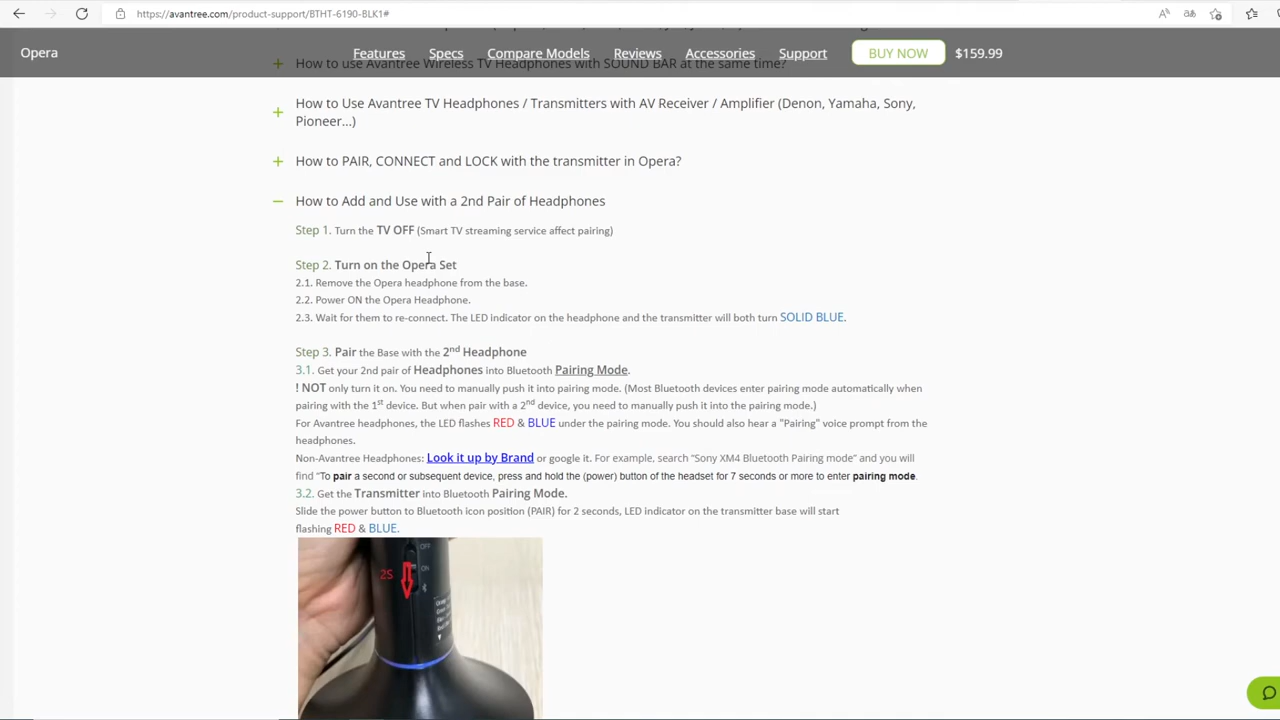 https://avantree.com/product-support/BTHT-6190-BLK1#
Opera
Features
Specs
Compare Models
Reviews
Accessories
Support
BUY NOW
$159.99
How to use Avantree Wireless TV Headphones with SOUND BAR at the same time?
How to Use Avantree TV Headphones / Transmitters with AV Receiver / Amplifier (Denon, Yamaha, Sony,
Pioneer...)
How to PAIR, CONNECT and LOCK with the transmitter in Opera?
How to Add and Use with a 2nd Pair of Headphones
Step 1. Turn the TV OFF (Smart TV streaming service affect pairing)
Step 2. Turn on the Opera Set
2.1. Remove the Opera headphone from the base.
2.2. Power ON the Opera Headphone.
2.3. Wait for them to re-connect. The LED indicator on the headphone and the transmitter will both turn SOLID BLUE.
Step 3. Pair the Base with the 2nd Headphone
3.1. Get your 2nd pair of Headphones into Bluetooth Pairing Mode.
! NOT only turn it on. You need to manually push it into pairing mode. (Most Bluetooth devices enter pairing mode automatically when
pairing with the 1st device. But when pair with a 2nd device, you need to manually push it into the pairing mode.)
For Avantree headphones, the LED flashes RED & BLUE under the pairing mode. You should also hear a "Pairing" voice prompt from the
headphones.
Non-Avantree Headphones: Look it up by Brand or google it. For example, search “Sony XM4 Bluetooth Pairing mode” and you will
find “To pair a second or subsequent device, press and hold the (power) button of the headset for 7 seconds or more to enter pairing mode.
3.2. Get the Transmitter into Bluetooth Pairing Mode.
Slide the power button to Bluetooth icon position (PAIR) for 2 seconds, LED indicator on the transmitter base will start
flashing RED & BLUE.
OFF
2S
ON